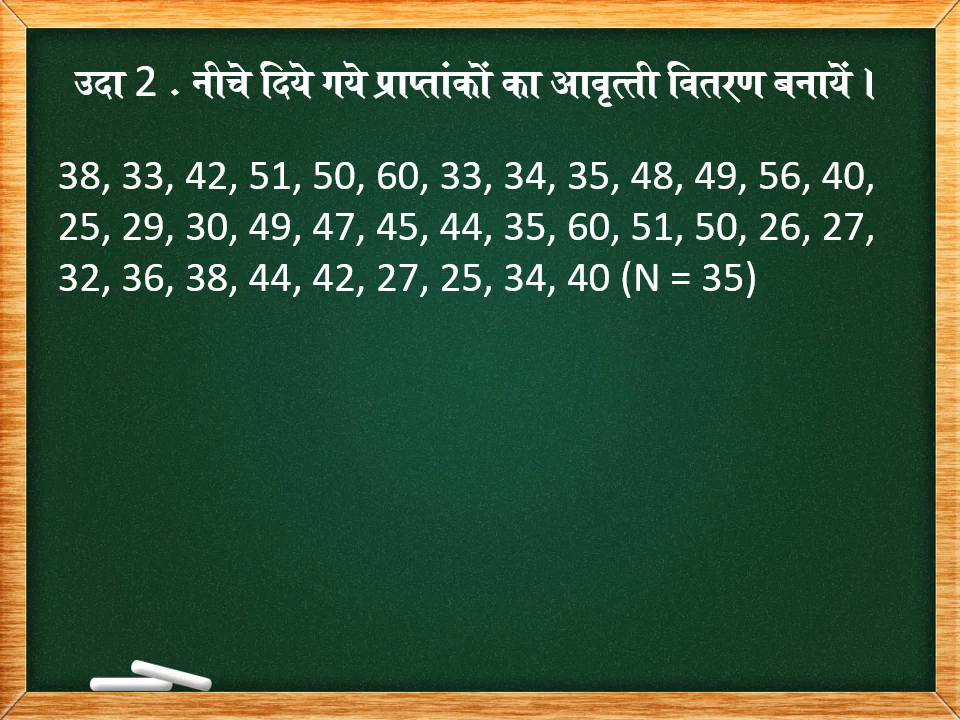 उदा 2 . नीचे दिये गये प्राप्तांकों का आवृत्ती वितरण बनायें ।
38, 33, 42, 51, 50, 60, 33, 34, 35, 48, 49, 56, 40,
25, 29, 30, 49, 47, 45, 44, 35, 60, 51, 50, 26, 27,
32, 36, 38, 44, 42, 27, 25, 34, 40 (N = 35)